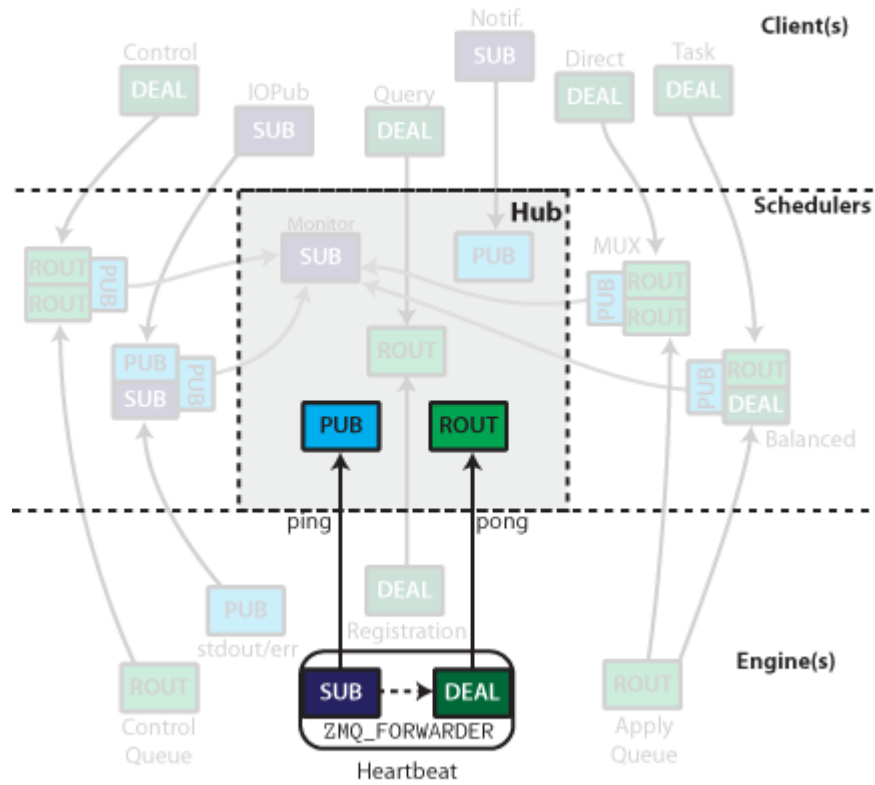 Client(s)
Control
DEAL
IOPub
SUB
Query
DEAL
Notif.
SUB
Direct
DEAL
Task
DEAL
Hub
Schedulers
ROUT
ROUT
PUB
PUB
SUB
PUB
Monitor
SUB
PUB
ROUT
PUB
ROUT
MUX
PUB
ROUT
ROUT
PUB
ROUT
DEAL
Balanced
ping
pong
Engine(s)
ROUT
Control
Queue
PUB
stdout/err
DEAL
Registration
SUB
DEAL
ZMQ_FORWARDER
Heartbeat
ROUT
Apply
Queue